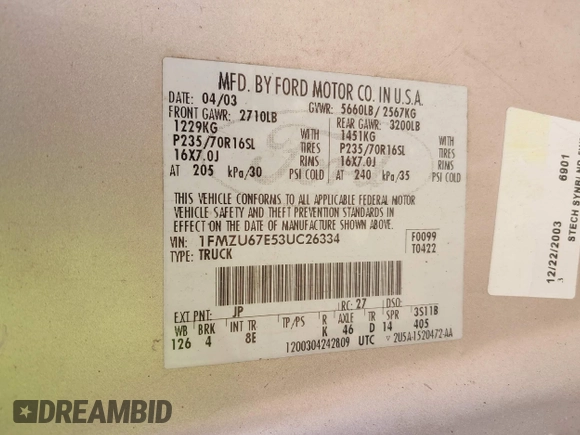 MFD. BY FORD MOTOR CO. IN U.S.A.
DATE: 04/03 GVWR: 5660LB / 2567KG
FRONT GAWR: 2710LB REAR GAWR: 3200LB
1229KG WITH 1451KG WITH
P235/70R16SL TIRES P235/70R16SL TIRES
16X7.0J RIMS 16X7.0J RIMS
AT 205 kPa/30 PSI COLD AT 240 kPa/35 PSI COLD
THIS VEHICLE CONFORMS TO ALL APPLICABLE FEDERAL MOTOR
VEHICLE SAFETY AND THEFT PREVENTION STANDARDS IN
EFFECT ON THE DATE OF MANUFACTURE SHOWN ABOVE.
VIN: 1FMZU67E53UC26334 F0099
TYPE: TRUCK T0422
EXT PNT: JP RC: 27 DSO:
WB BRK INT TR TP/PS R AXLE TR SPR 3S11B
126 4 8E K 46 D 14 405
1200304242809 UTC 2U5A-1520472-AA
Ford
12/22/2003 6901
STECH SYNBL NO
DREAMBID